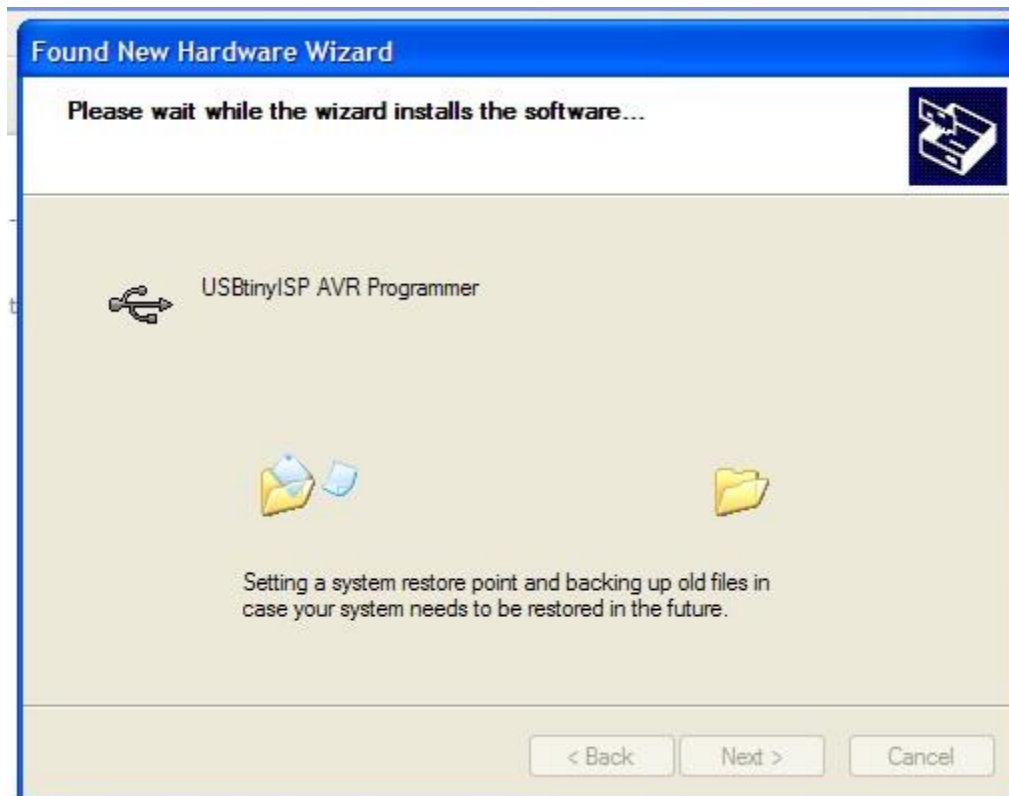 Found New Hardware Wizard
Please wait while the wizard installs the software...
USBtinyISP AVR Programmer
Setting a system restore point and backing up old files in
case your system needs to be restored in the future.
< Back
Next >
Cancel